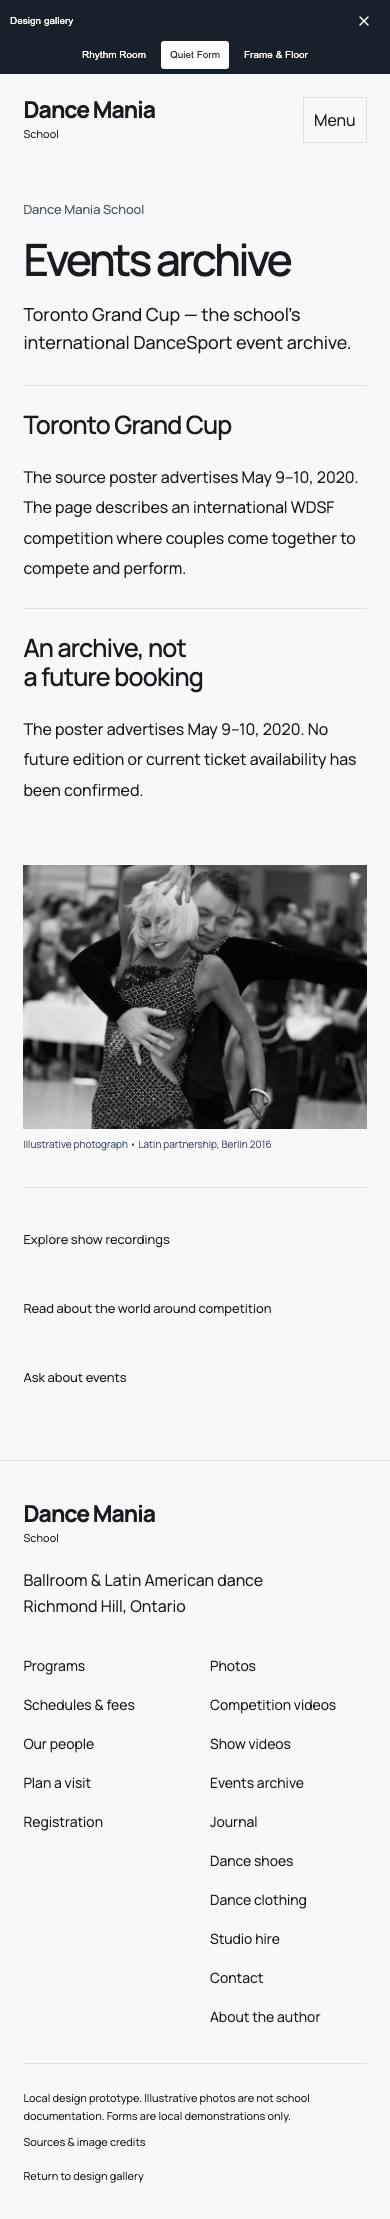 Design gallery
Rhythm Room Quiet Form Frame & Floor
Dance Mania
School
Menu
Dance Mania School
Events archive
Toronto Grand Cup — the school's
international DanceSport event archive.
Toronto Grand Cup
The source poster advertises May 9–10, 2020.
The page describes an international WDSF
competition where couples come together to
compete and perform.
An archive, not
a future booking
The poster advertises May 9–10, 2020. No
future edition or current ticket availability has
been confirmed.
Illustrative photograph • Latin partnership, Berlin 2016
Explore show recordings
Read about the world around competition
Ask about events
Dance Mania
School
Ballroom & Latin American dance
Richmond Hill, Ontario
Programs
Schedules & fees
Our people
Plan a visit
Registration
Photos
Competition videos
Show videos
Events archive
Journal
Dance shoes
Dance clothing
Studio hire
Contact
About the author
Local design prototype. Illustrative photos are not school
documentation. Forms are local demonstrations only.
Sources & image credits
Return to design gallery